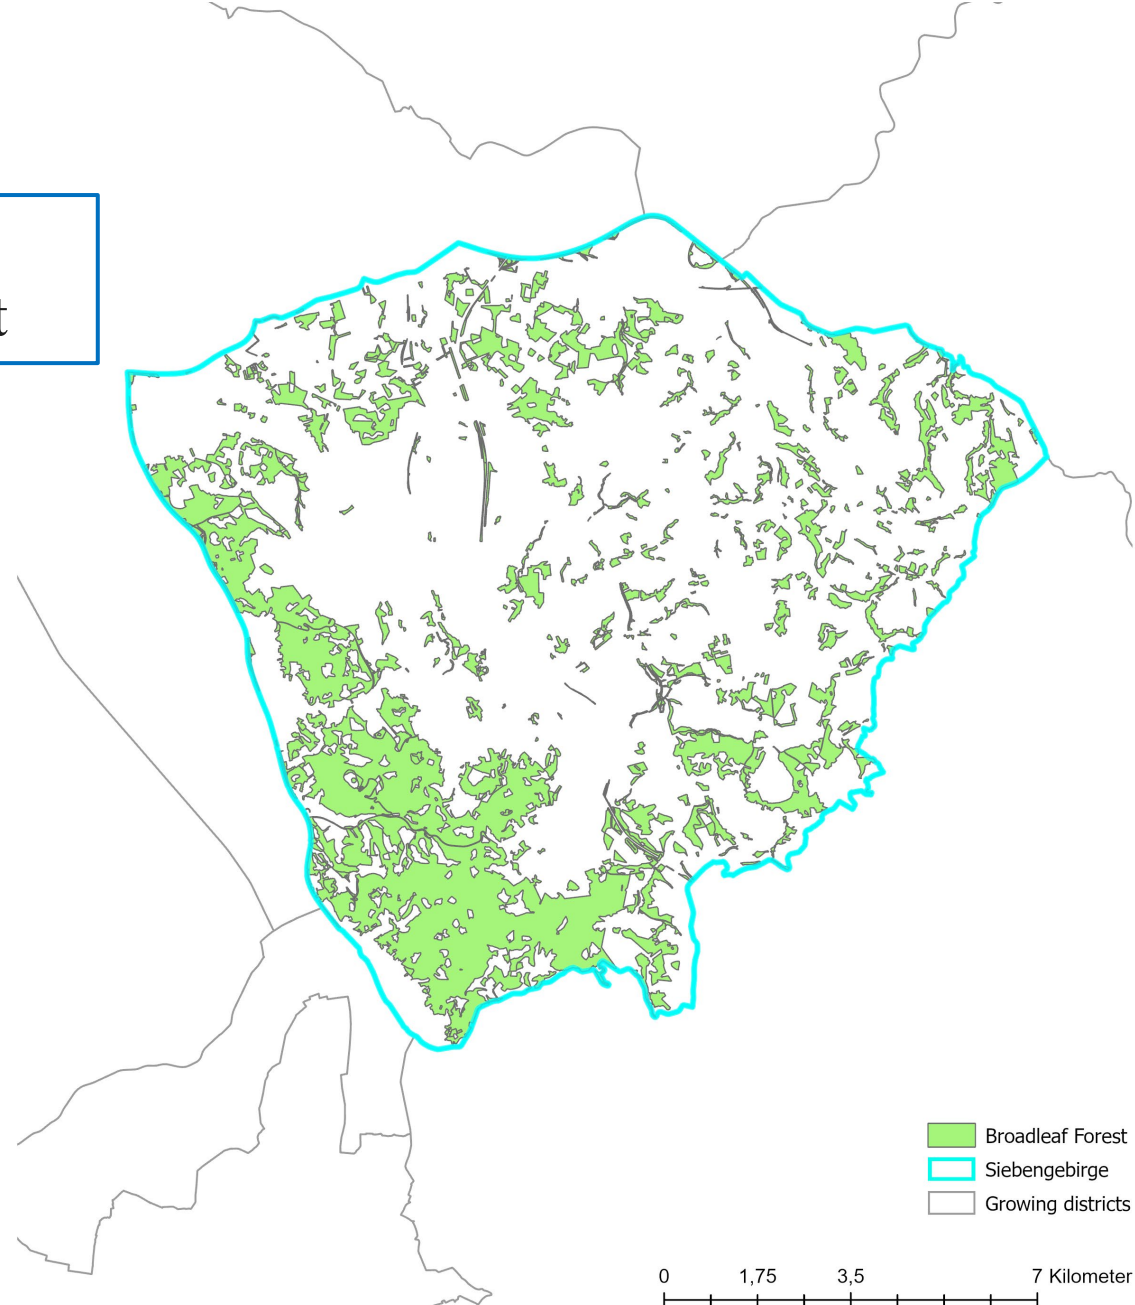 t
Broadleaf Forest
Siebengebirge
Growing districts
0 1,75 3,5 7 Kilometer